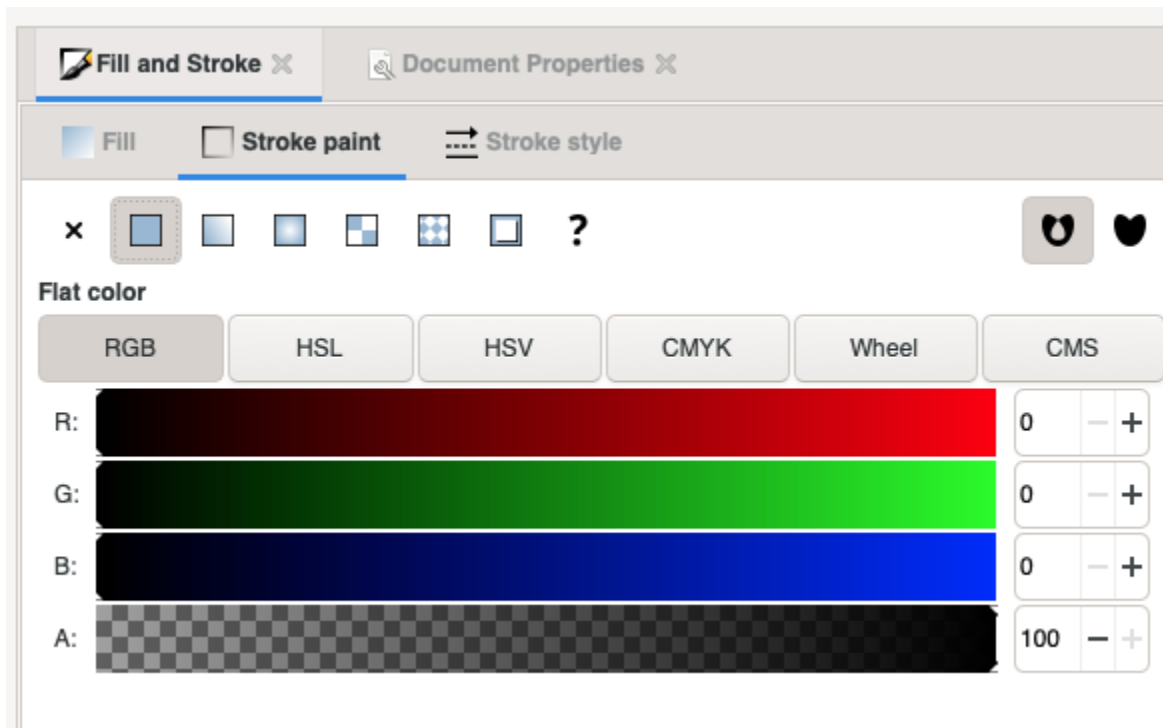 Fill and Stroke Document Properties
Fill Stroke paint Stroke style
?
Flat color
RGB HSL HSV CMYK Wheel CMS
R: 0 − +
G: 0 − +
B: 0 − +
A: 100 − +